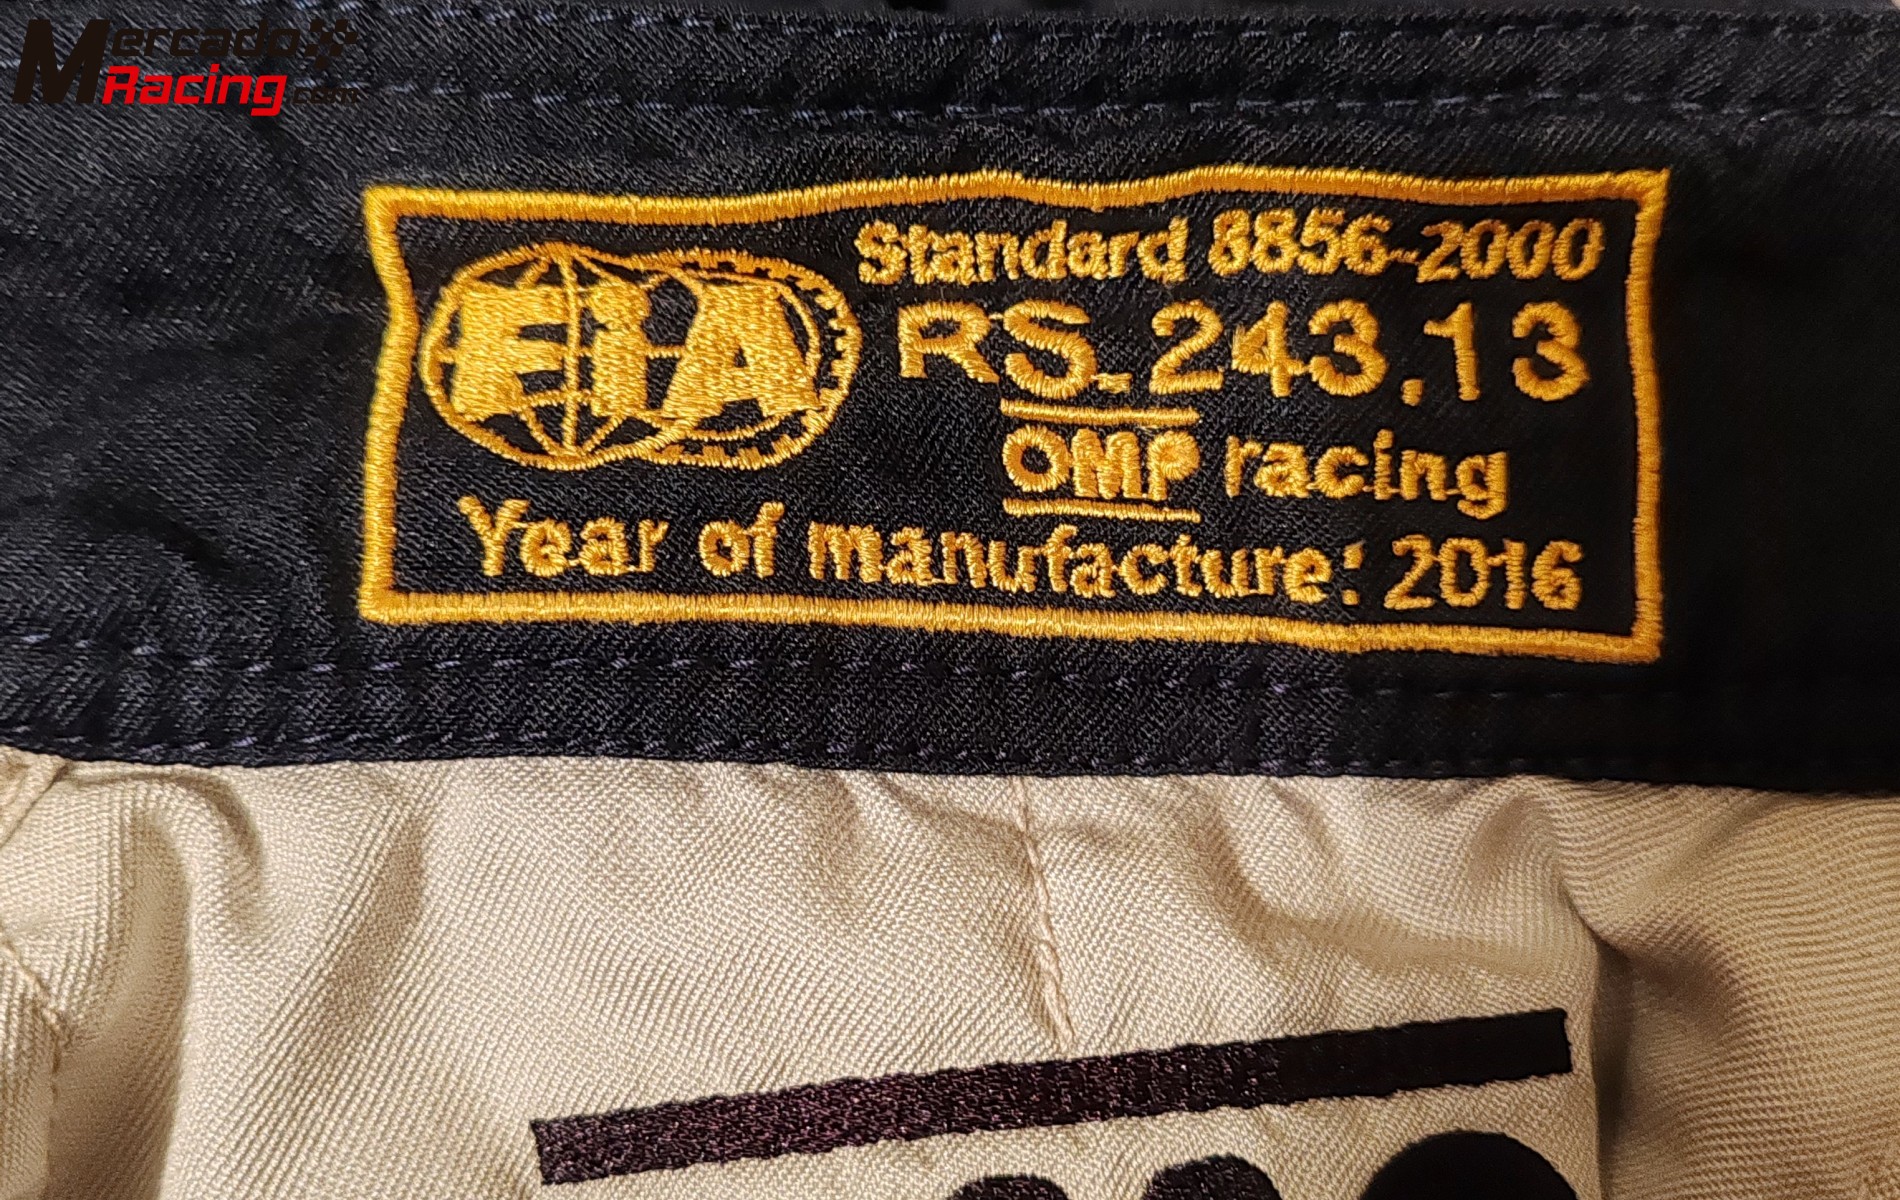 Mercado
Racing.com
FIA
Standard 8856-2000
RS.243.13
OMP racing
Year of manufacture: 2016